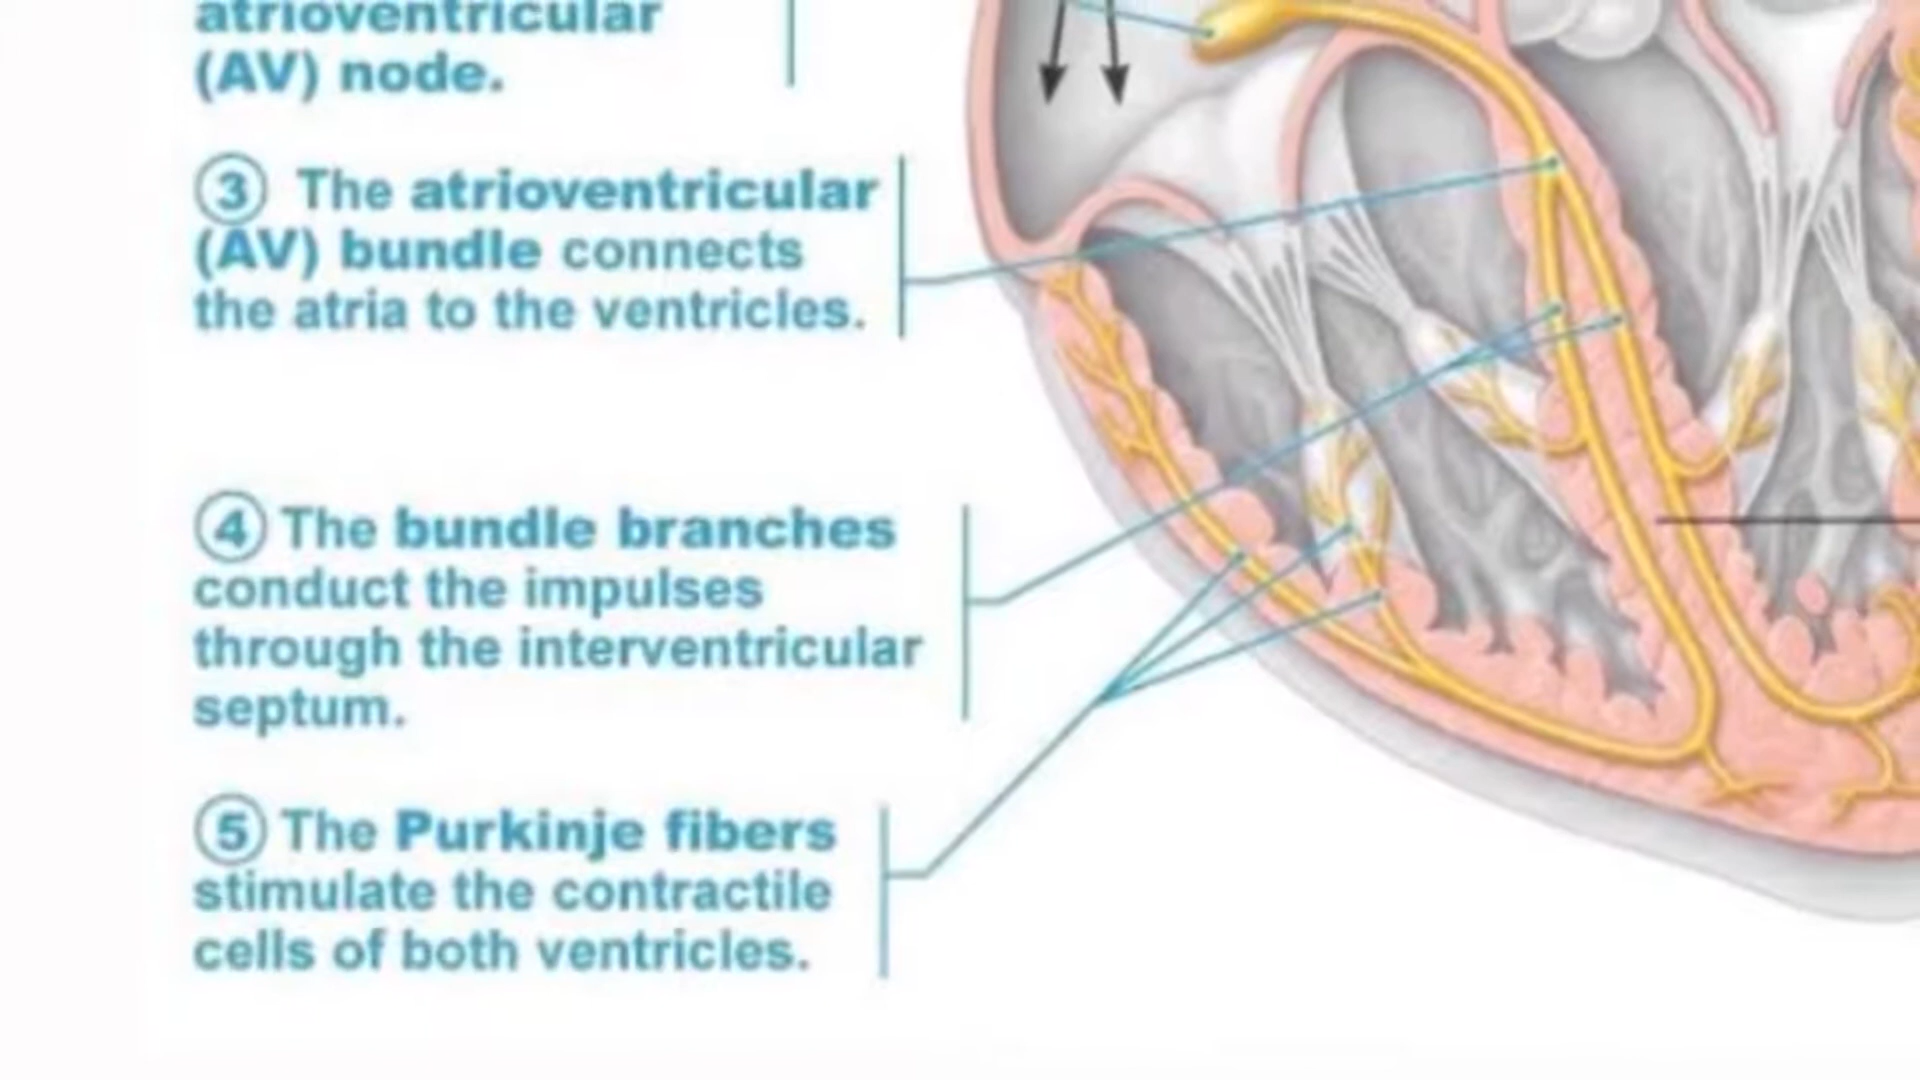 atrioventricular
(AV) node.
③ The atrioventricular
(AV) bundle connects
the atria to the ventricles.
④ The bundle branches
conduct the impulses
through the interventricular
septum.
⑤ The Purkinje fibers
stimulate the contractile
cells of both ventricles.